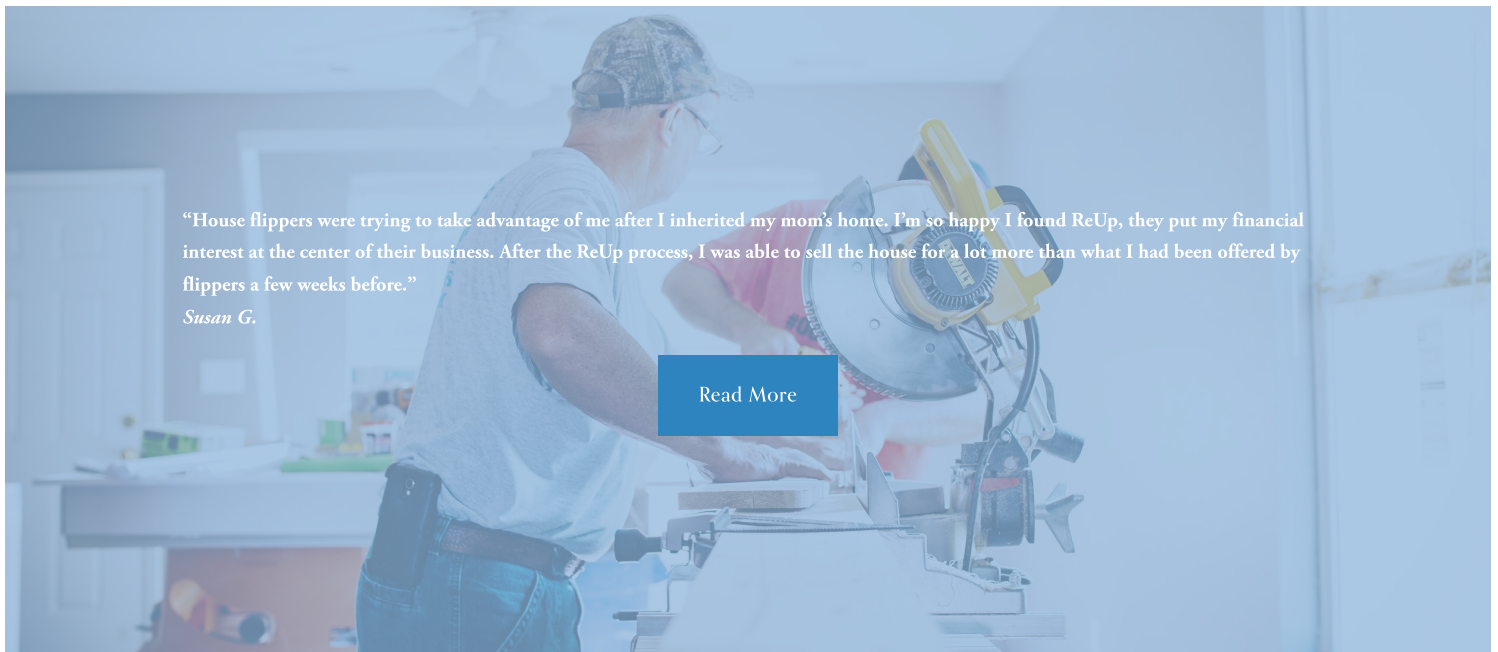 “House flippers were trying to take advantage of me after I inherited my mom’s home. I’m so happy I found ReUp, they put my financial
interest at the center of their business. After the ReUp process, I was able to sell the house for a lot more than what I had been offered by
flippers a few weeks before.”
Susan G.
DEWALT
Read More